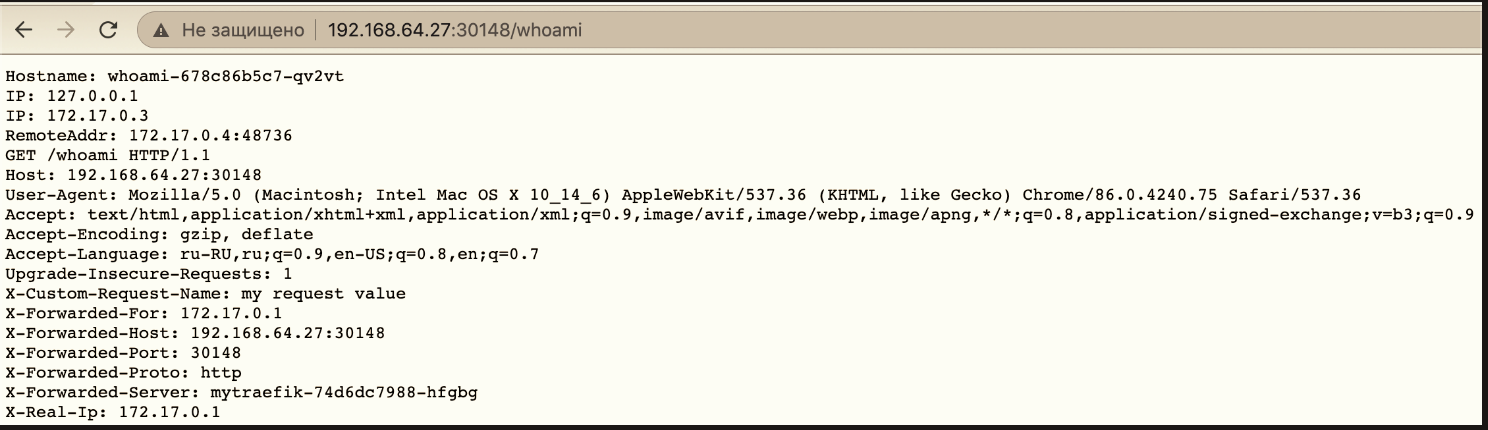 Не защищено 192.168.64.27:30148/whoami
Hostname: whoami-678c86b5c7-qv2vt
IP: 127.0.0.1
IP: 172.17.0.3
RemoteAddr: 172.17.0.4:48736
GET /whoami HTTP/1.1
Host: 192.168.64.27:30148
User-Agent: Mozilla/5.0 (Macintosh; Intel Mac OS X 10_14_6) AppleWebKit/537.36 (KHTML, like Gecko) Chrome/86.0.4240.75 Safari/537.36
Accept: text/html,application/xhtml+xml,application/xml;q=0.9,image/avif,image/webp,image/apng,*/*;q=0.8,application/signed-exchange;v=b3;q=0.9
Accept-Encoding: gzip, deflate
Accept-Language: ru-RU,ru;q=0.9,en-US;q=0.8,en;q=0.7
Upgrade-Insecure-Requests: 1
X-Custom-Request-Name: my request value
X-Forwarded-For: 172.17.0.1
X-Forwarded-Host: 192.168.64.27:30148
X-Forwarded-Port: 30148
X-Forwarded-Proto: http
X-Forwarded-Server: mytraefik-74d6dc7988-hfgbg
X-Real-Ip: 172.17.0.1